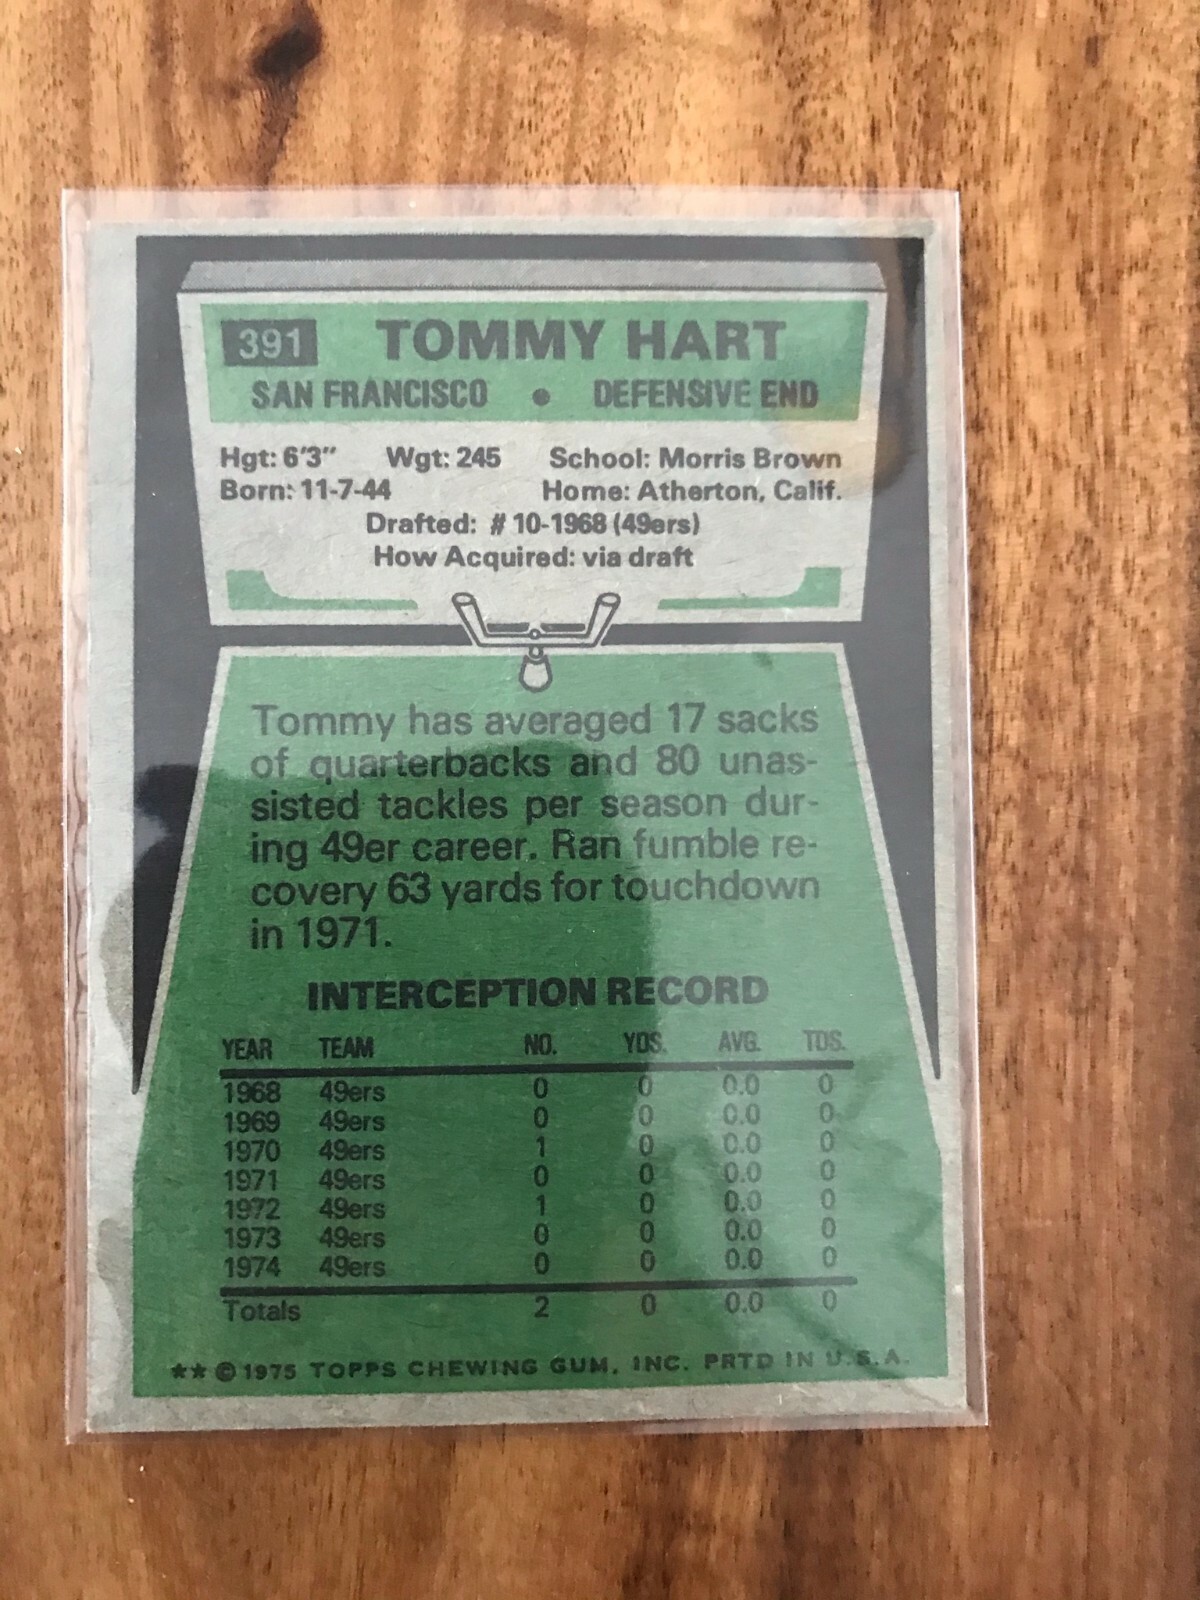 391 TOMMY HART
SAN FRANCISCO • DEFENSIVE END
Hgt: 6'3" Wgt: 245 School: Morris Brown
Born: 11-7-44 Home: Atherton, Calif.
Drafted: # 10-1968 (49ers)
How Acquired: via draft
Tommy has averaged 17 sacks
of quarterbacks and 80 unas-
sisted tackles per season dur-
ing 49er career. Ran fumble re-
covery 63 yards for touchdown
in 1971.
INTERCEPTION RECORD
YEAR TEAM NO. YDS. AVG. TDS.
1968 49ers 0 0 0.0 0
1969 49ers 0 0 0.0 0
1970 49ers 1 0 0.0 0
1971 49ers 0 0 0.0 0
1972 49ers 1 0 0.0 0
1973 49ers 0 0 0.0 0
1974 49ers 0 0 0.0 0
Totals 2 0 0.0 0
** © 1975 TOPPS CHEWING GUM, INC. PRTD IN U.S.A.